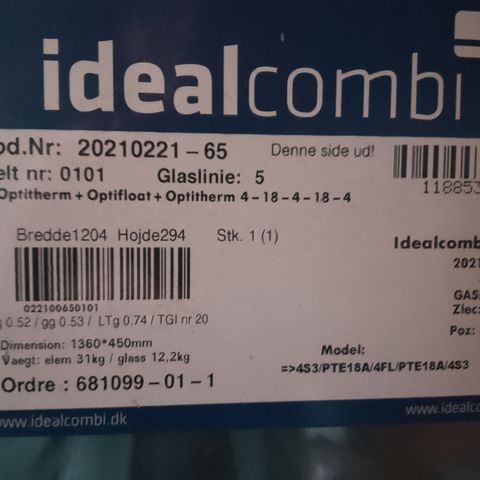 idealcombi
od.Nr: 20210221-65 Denne side ud!
elt nr: 0101 Glaslinie: 5
Optitherm + Optifloat + Optitherm 4-18-4-18-4
118853
Bredde1204 Hojde294 Stk. 1 (1)
022100650101
g 0.52 / gg 0.53 / LTg 0.74 / TGI nr 20
Dimension: 1360*450mm
Vaegt: elem 31kg / glass 12,2kg
Ordre : 681099-01-1
Idealcomb
2021
GAS
Zlec:
Poz:
Model:
=>4S3/PTE18A/4FL/PTE18A/4S3
www.idealcombi.dk
www.idealco